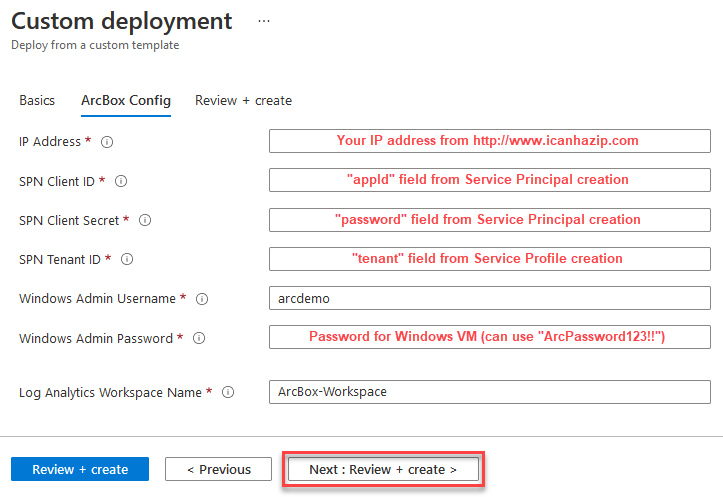 Custom deployment ...
Deploy from a custom template
Basics ArcBox Config Review + create
IP Address * Your IP address from http://www.icanhazip.com
SPN Client ID * "appId" field from Service Principal creation
SPN Client Secret * "password" field from Service Principal creation
SPN Tenant ID * "tenant" field from Service Profile creation
Windows Admin Username * arcdemo
Windows Admin Password * Password for Windows VM (can use "ArcPassword123!!")
Log Analytics Workspace Name * ArcBox-Workspace
Review + create < Previous Next : Review + create >